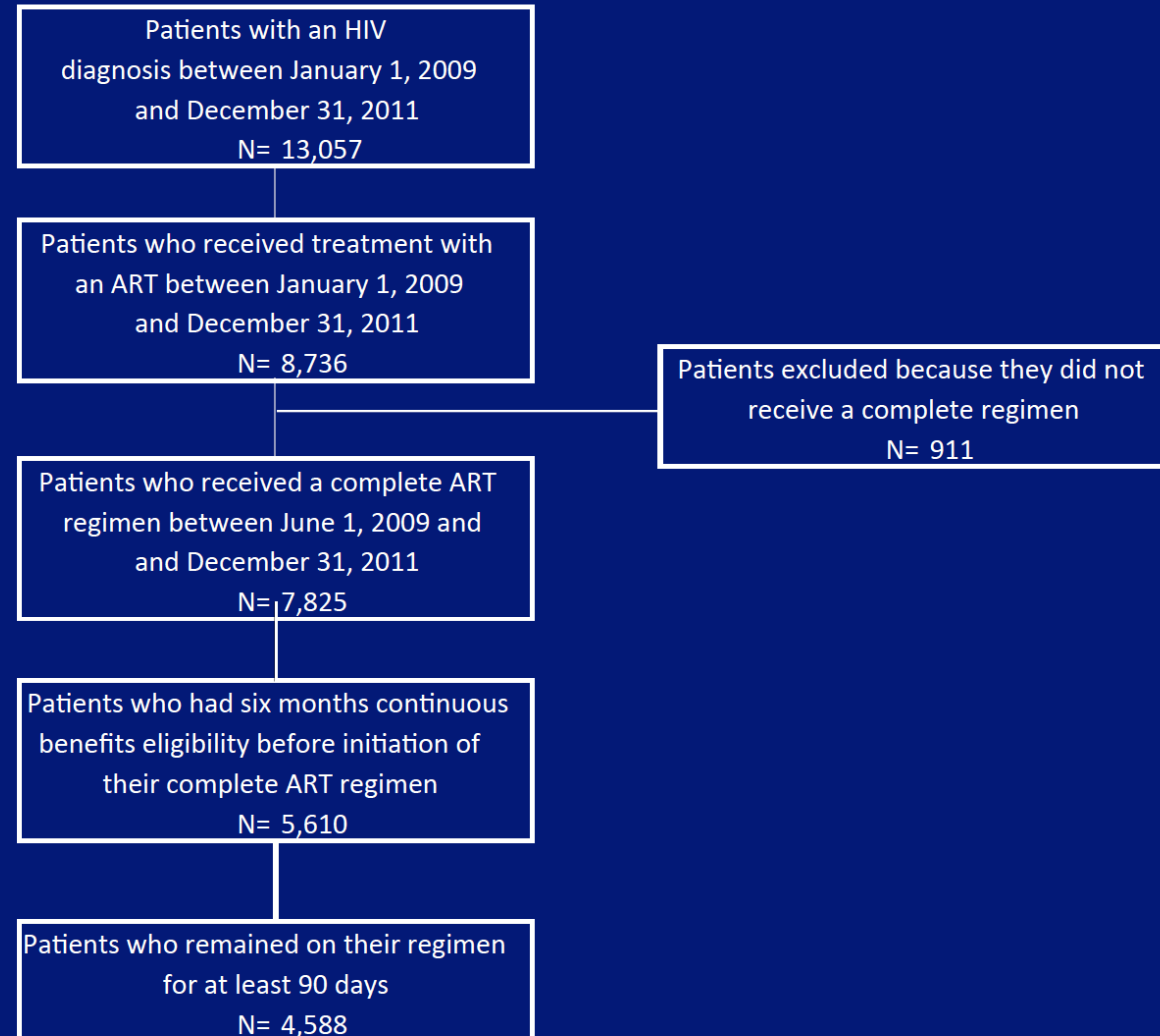 Patients with an HIV
diagnosis between January 1, 2009
and December 31, 2011
N= 13,057
Patients who received treatment with
an ART between January 1, 2009
and December 31, 2011
N= 8,736
Patients excluded because they did not
receive a complete regimen
N= 911
Patients who received a complete ART
regimen between June 1, 2009 and
and December 31, 2011
N= 7,825
Patients who had six months continuous
benefits eligibility before initiation of
their complete ART regimen
N= 5,610
Patients who remained on their regimen
for at least 90 days
N= 4,588